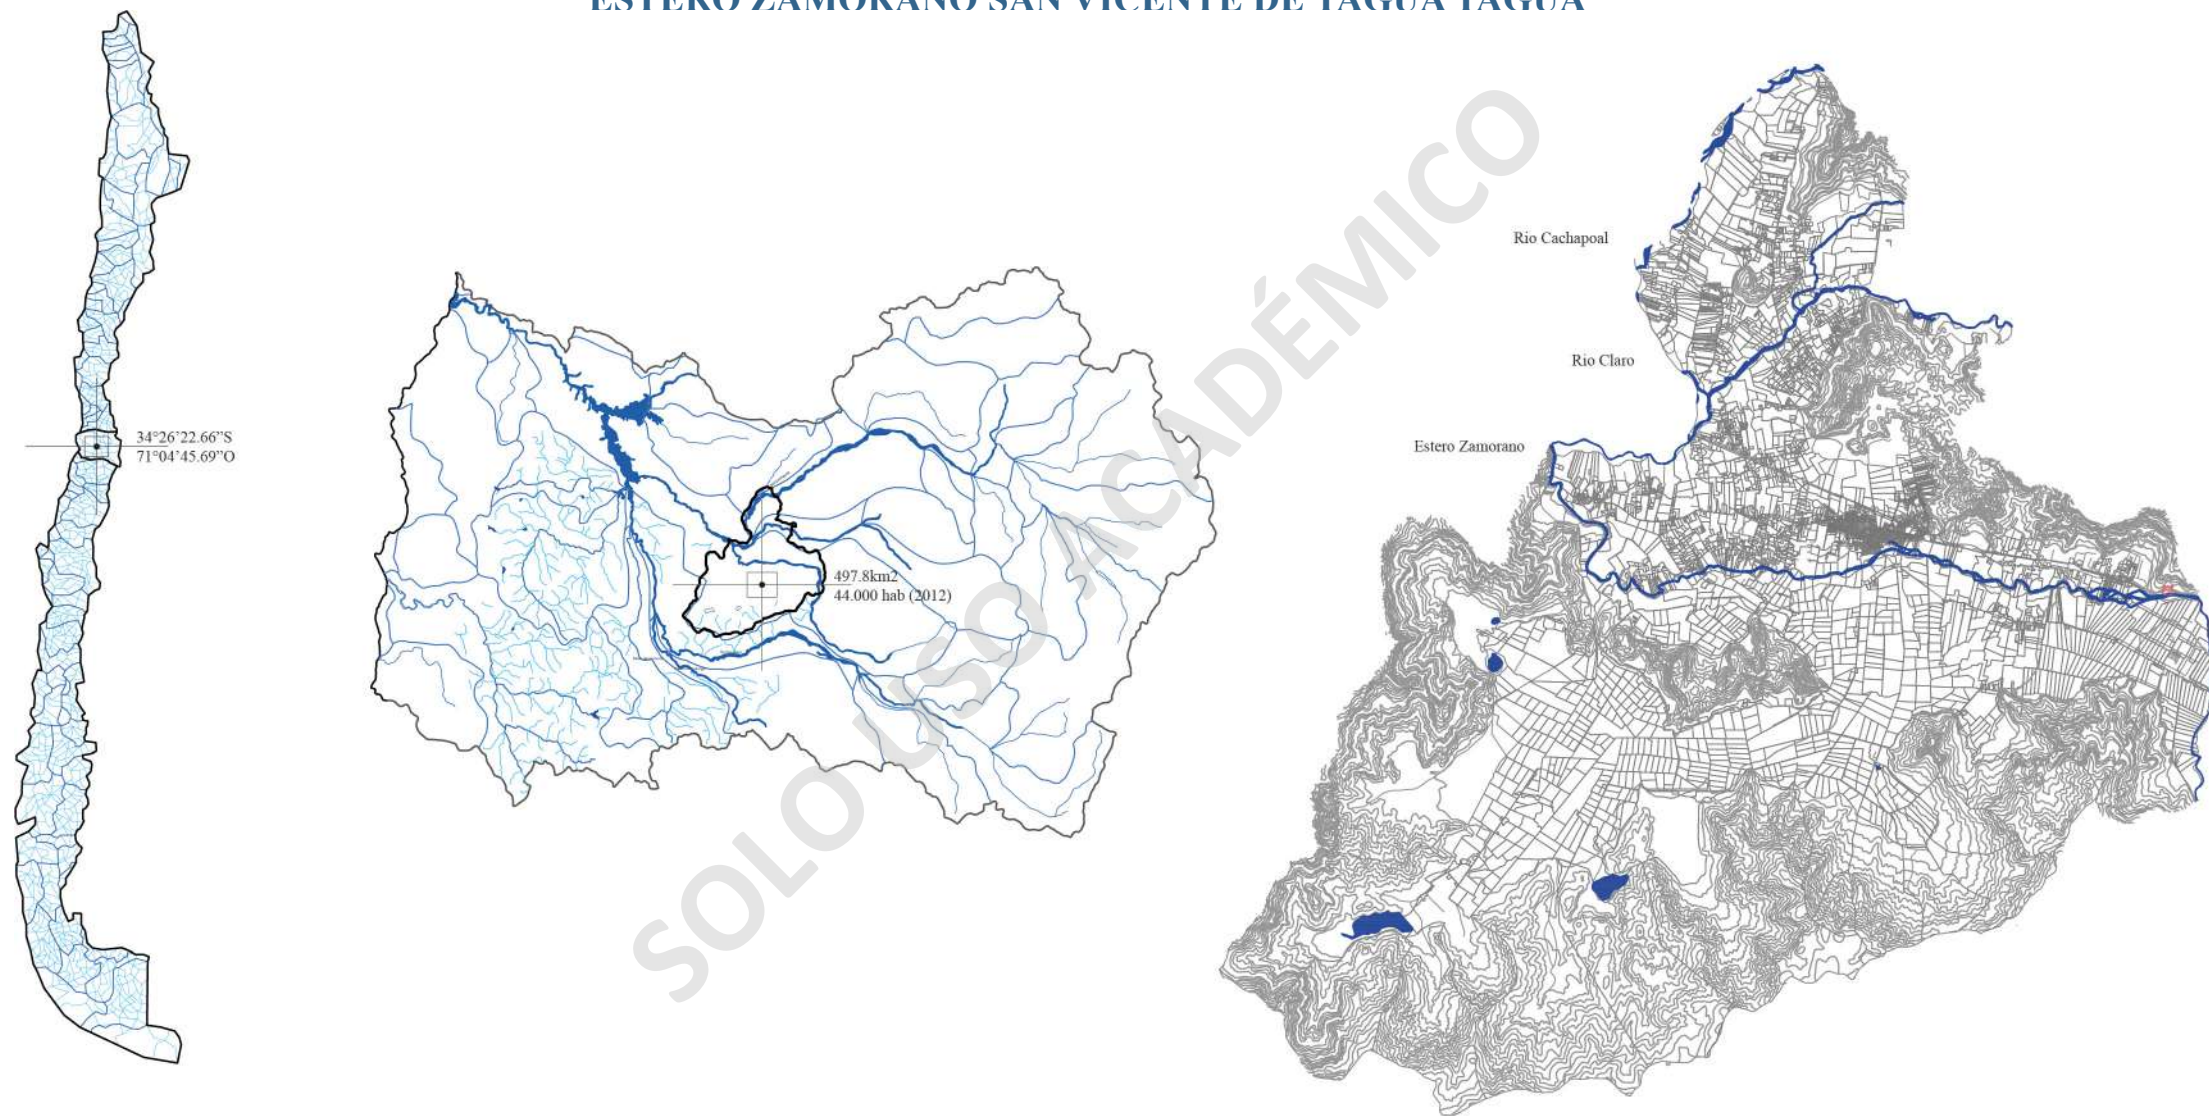 ESTERO ZAMORANO SAN VICENTE DE TAGUA TAGUA
34°26'22.66"S
71°04'45.69"O
497.8km2
44.000 hab (2012)
Rio Cachapoal
Rio Claro
Estero Zamorano
SOLO USO ACADÉMICO